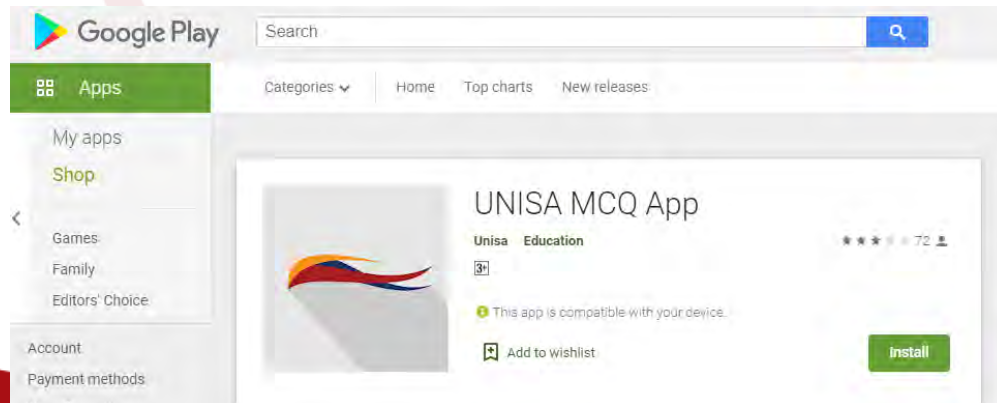 Google Play
Search
Apps
Categories
Home
Top charts
New releases
My apps
Shop
Games
Family
Editors' Choice
Account
Payment methods
UNISA MCQ App
Unisa Education
72
3+
This app is compatible with your device.
Add to wishlist
Install